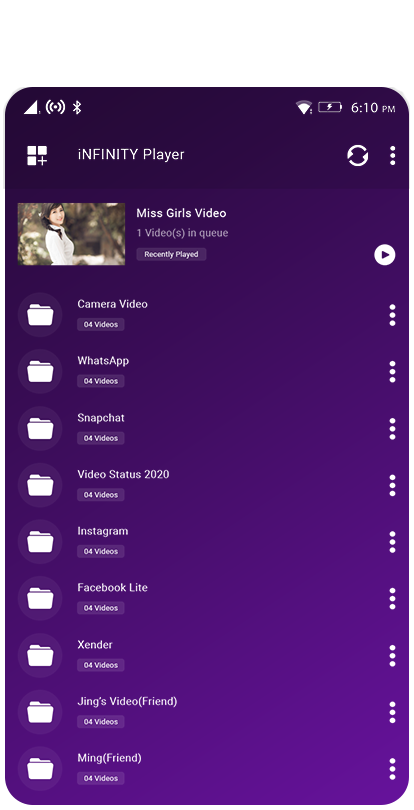 6:10 PM
iNFINITY Player
Miss Girls Video
1 Video(s) in queue
Recently Played
Camera Video
04 Videos
WhatsApp
04 Videos
Snapchat
04 Videos
Video Status 2020
04 Videos
Instagram
04 Videos
Facebook Lite
04 Videos
Xender
04 Videos
Jing's Video(Friend)
04 Videos
Ming(Friend)
04 Videos